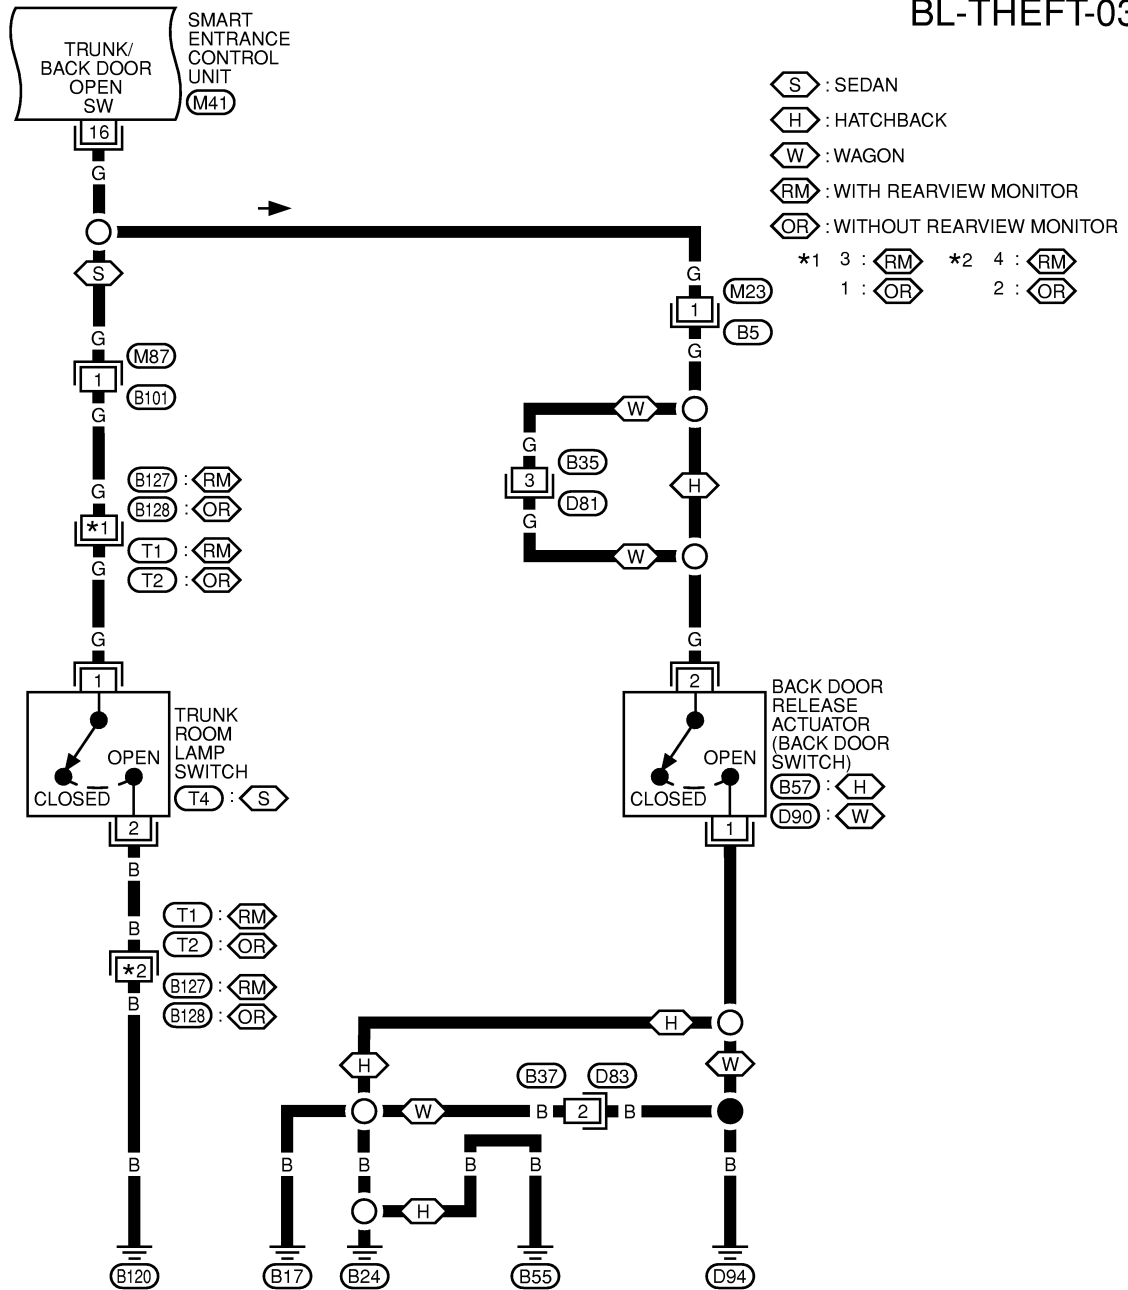 BL-THEFT-03
SMART
ENTRANCE
CONTROL
UNIT
M41
TRUNK/
BACK DOOR
OPEN
SW
16
G
S : SEDAN
H : HATCHBACK
W : WAGON
RM : WITH REARVIEW MONITOR
OR : WITHOUT REARVIEW MONITOR
*1 3 : RM *2 4 : RM
1 : OR 2 : OR
S
G
M87
1
B101
G
G
B127 : RM
B128 : OR
*1
T1 : RM
T2 : OR
G
G
1
TRUNK
ROOM
LAMP
SWITCH
T4 : S
OPEN
CLOSED
2
B
B
T1 : RM
T2 : OR
*2
B127 : RM
B128 : OR
B
B
B120
G
M23
1
B5
G
W
G
B35
3
D81
G
H
W
G
2
BACK DOOR
RELEASE
ACTUATOR
(BACK DOOR
SWITCH)
B57 : H
D90 : W
OPEN
CLOSED
1
H
H
W
B37 D83
W B 2 B
B B B B B
H
B17 B24 B55 D94